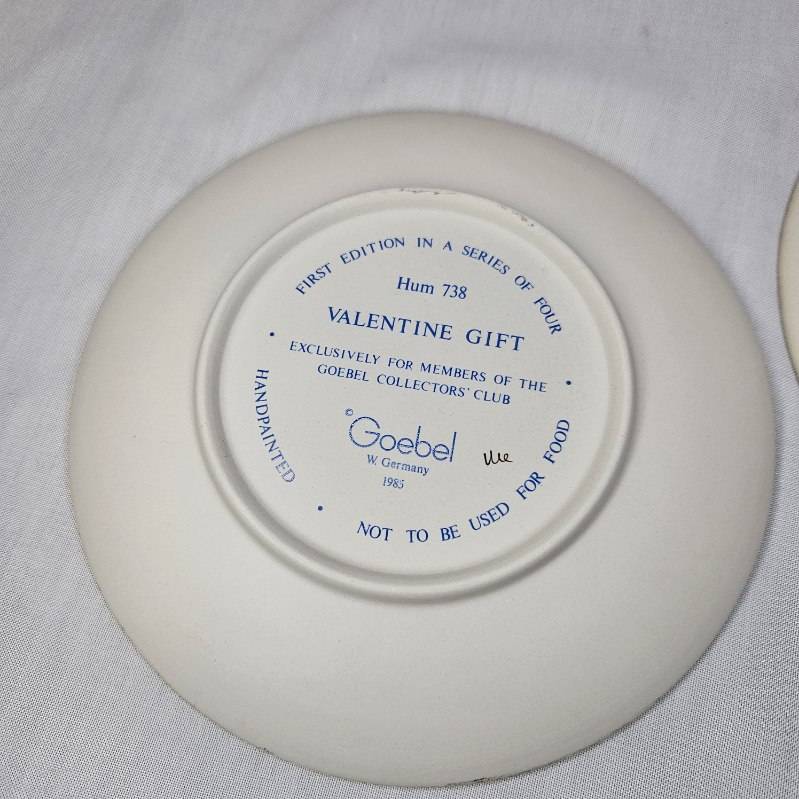 FIRST EDITION IN A SERIES OF FOUR
Hum 738
VALENTINE GIFT
EXCLUSIVELY FOR MEMBERS OF THE
GOEBEL COLLECTORS' CLUB
© Goebel
W. Germany
1985
HANDPAINTED
NOT TO BE USED FOR FOOD